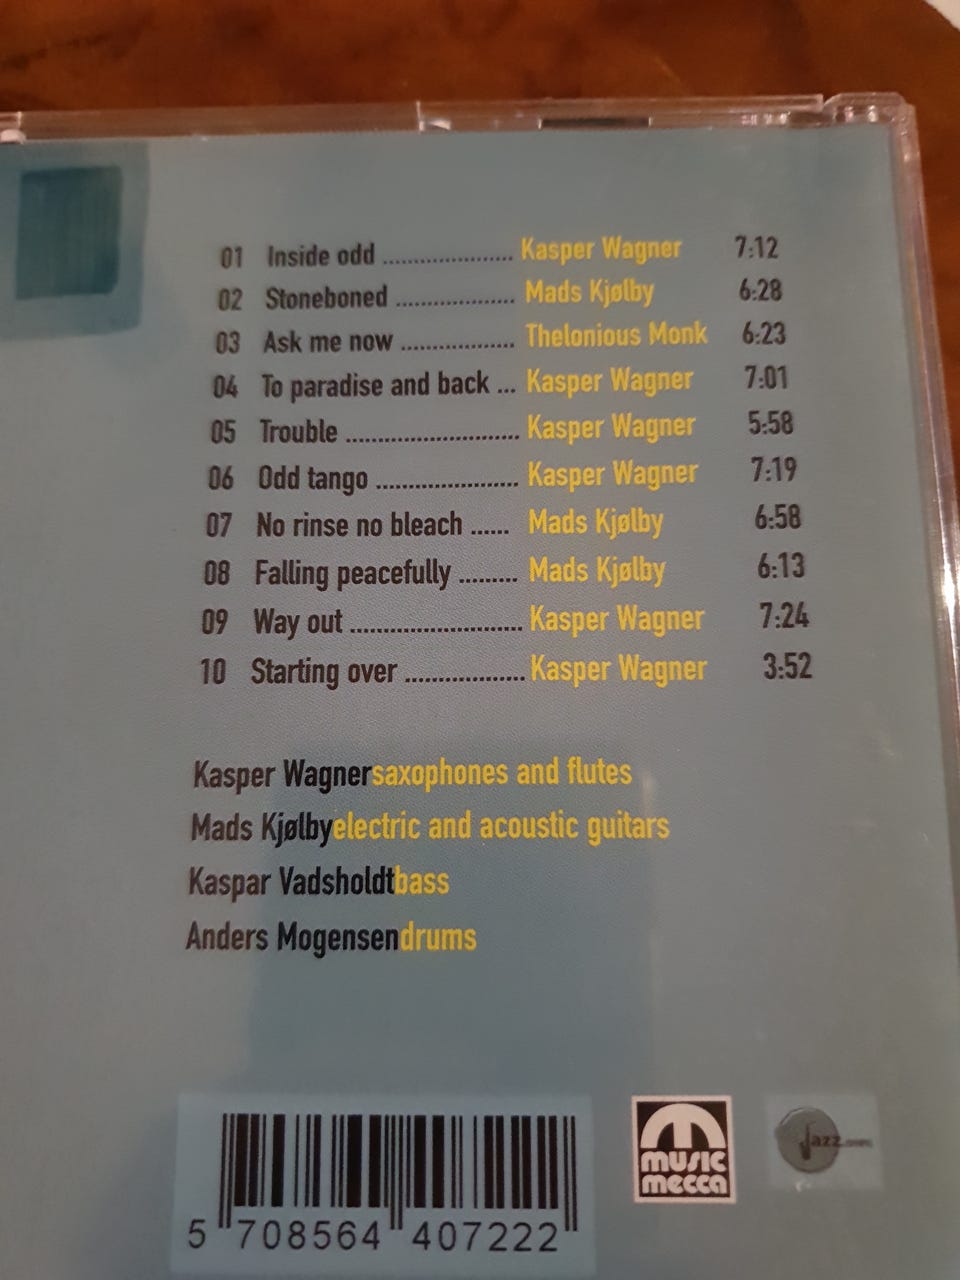 01 Inside odd ..................... Kasper Wagner 7:12
02 Stoneboned ................... Mads Kjølby 6:28
03 Ask me now .................. Thelonious Monk 6:23
04 To paradise and back ... Kasper Wagner 7:01
05 Trouble ............................ Kasper Wagner 5:58
06 Odd tango ....................... Kasper Wagner 7:19
07 No rinse no bleach ...... Mads Kjølby 6:58
08 Falling peacefully ......... Mads Kjølby 6:13
09 Way out ............................ Kasper Wagner 7:24
10 Starting over ................... Kasper Wagner 3:52
Kasper Wagnersaxophones and flutes
Mads Kjølbyelectric and acoustic guitars
Kaspar Vadsholdtbass
Anders Mogensendrums
music
mecca
Jazz
5 708564 407222